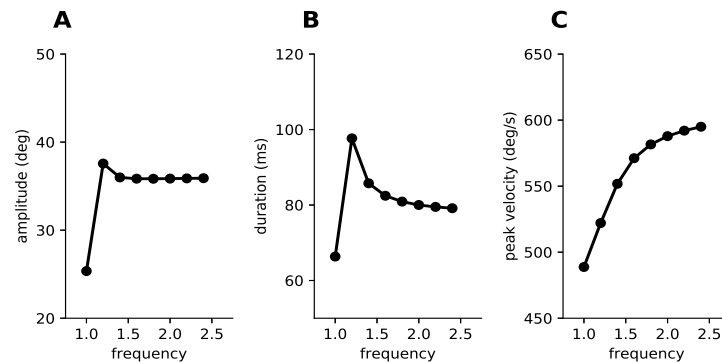 A
amplitude (deg)
50
40
30
20
1.0 1.5 2.0 2.5
frequency
B
duration (ms)
120
100
80
60
1.0 1.5 2.0 2.5
frequency
C
peak velocity (deg/s)
650
600
550
500
450
1.0 1.5 2.0 2.5
frequency